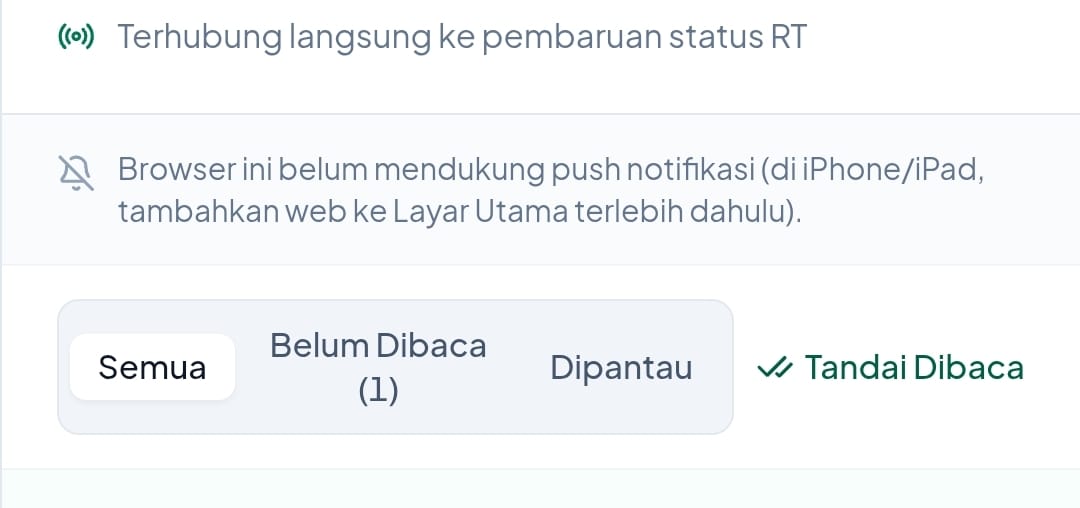 Terhubung langsung ke pembaruan status RT
Browser ini belum mendukung push notifikasi (di iPhone/iPad,
tambahkan web ke Layar Utama terlebih dahulu).
Semua
Belum Dibaca
(1)
Dipantau
Tandai Dibaca